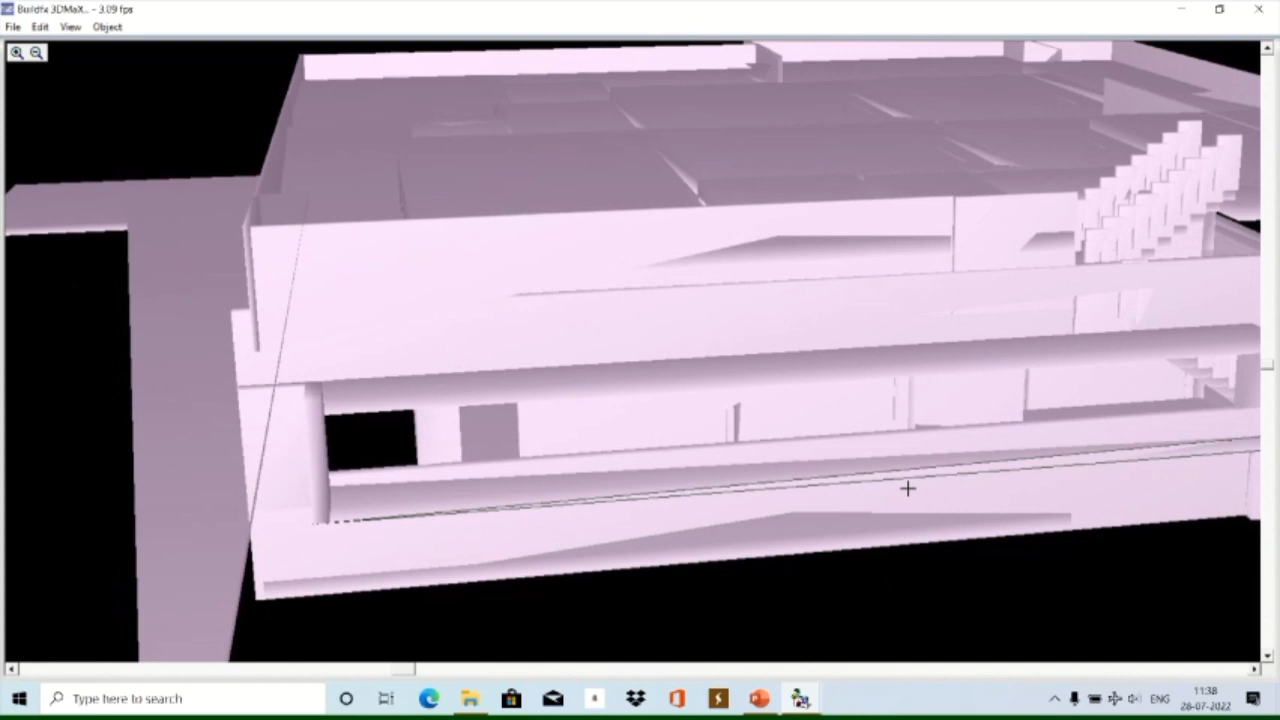 Buildfx 3DMaX.. - 3.09 fps
File Edit View Object
Type here to search
ENG
11:38
28-07-2022